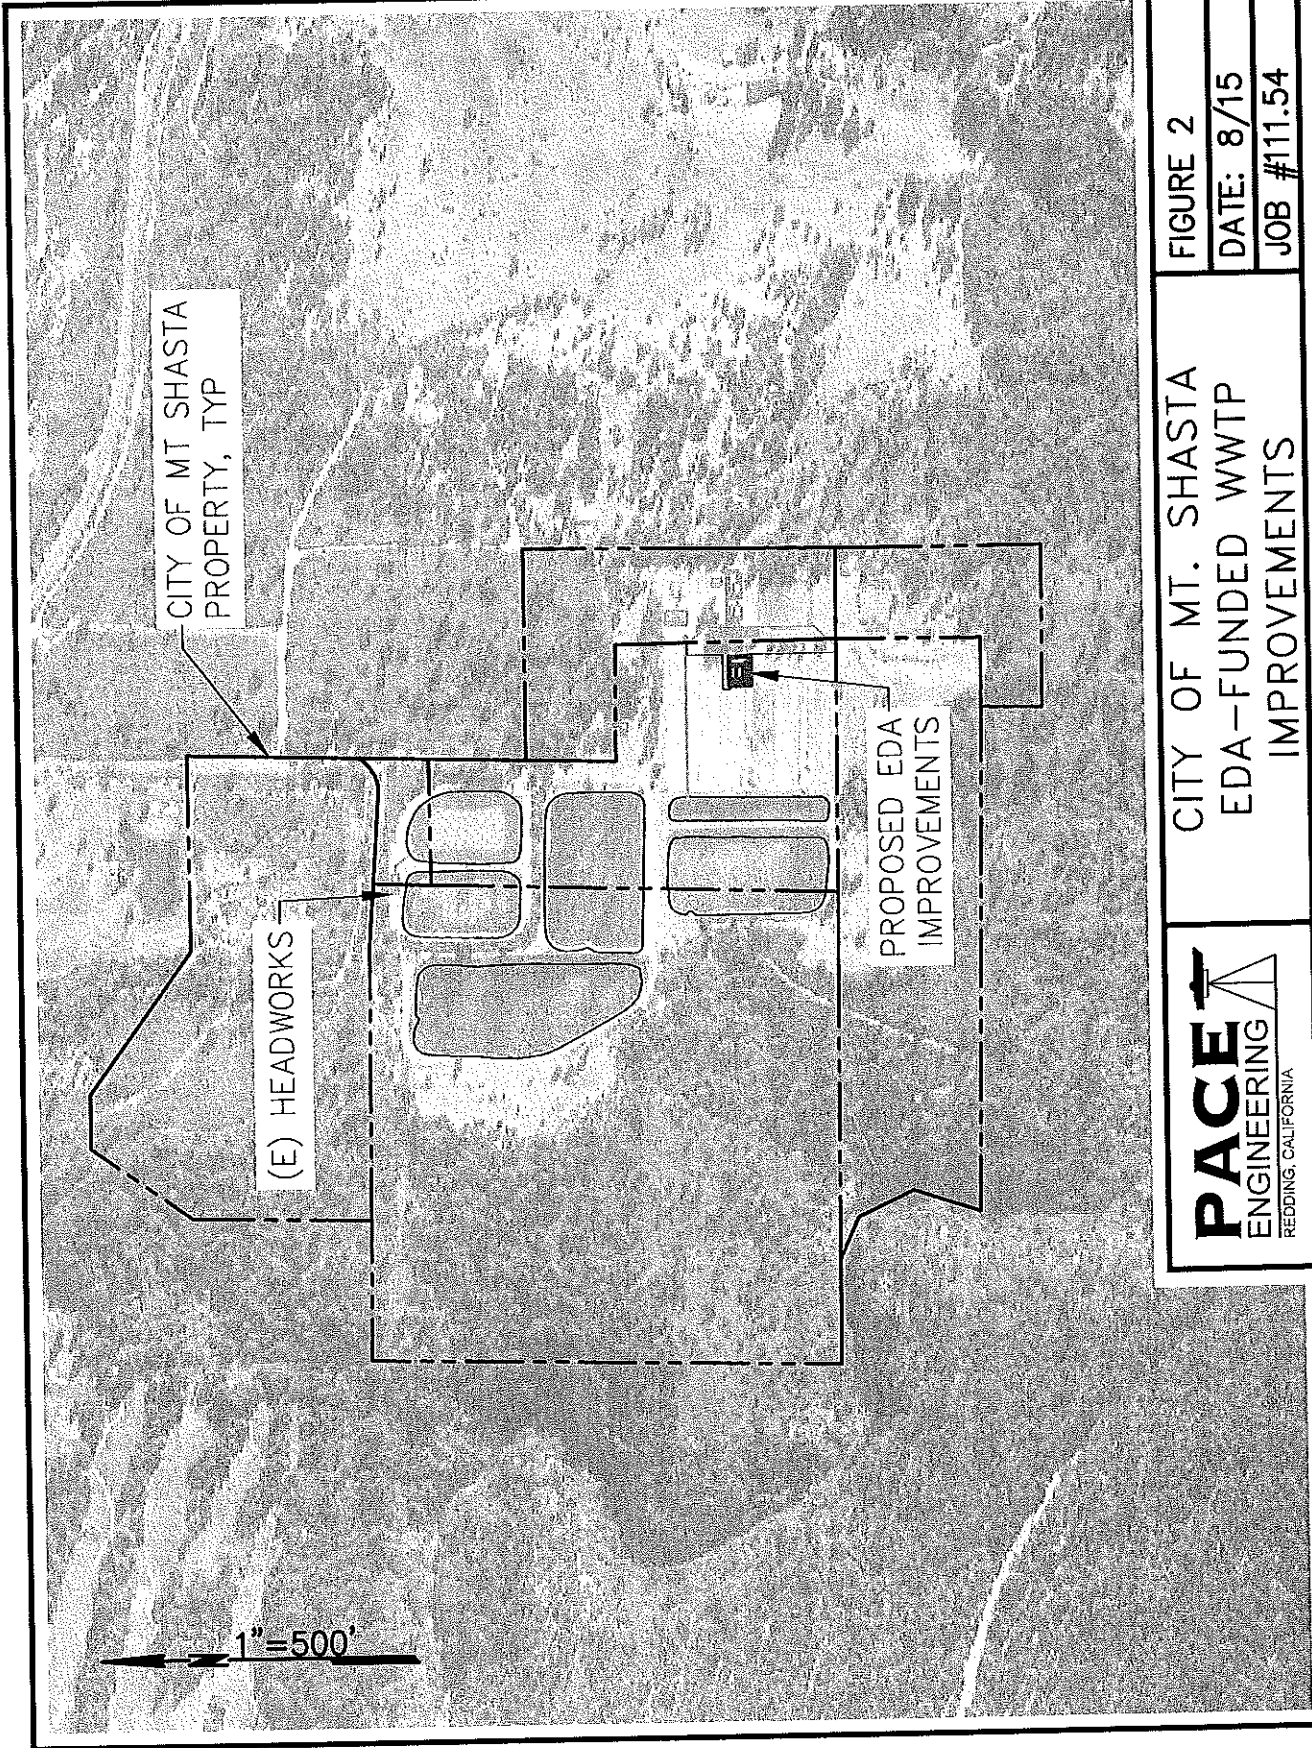 CITY OF MT SHASTA
PROPERTY, TYP
(E) HEADWORKS
PROPOSED EDA
IMPROVEMENTS
1"=500'
PACE
ENGINEERING
REDDING, CALIFORNIA
CITY OF MT. SHASTA
EDA-FUNDED WWTP
IMPROVEMENTS
FIGURE 2
DATE: 8/15
JOB #111.54